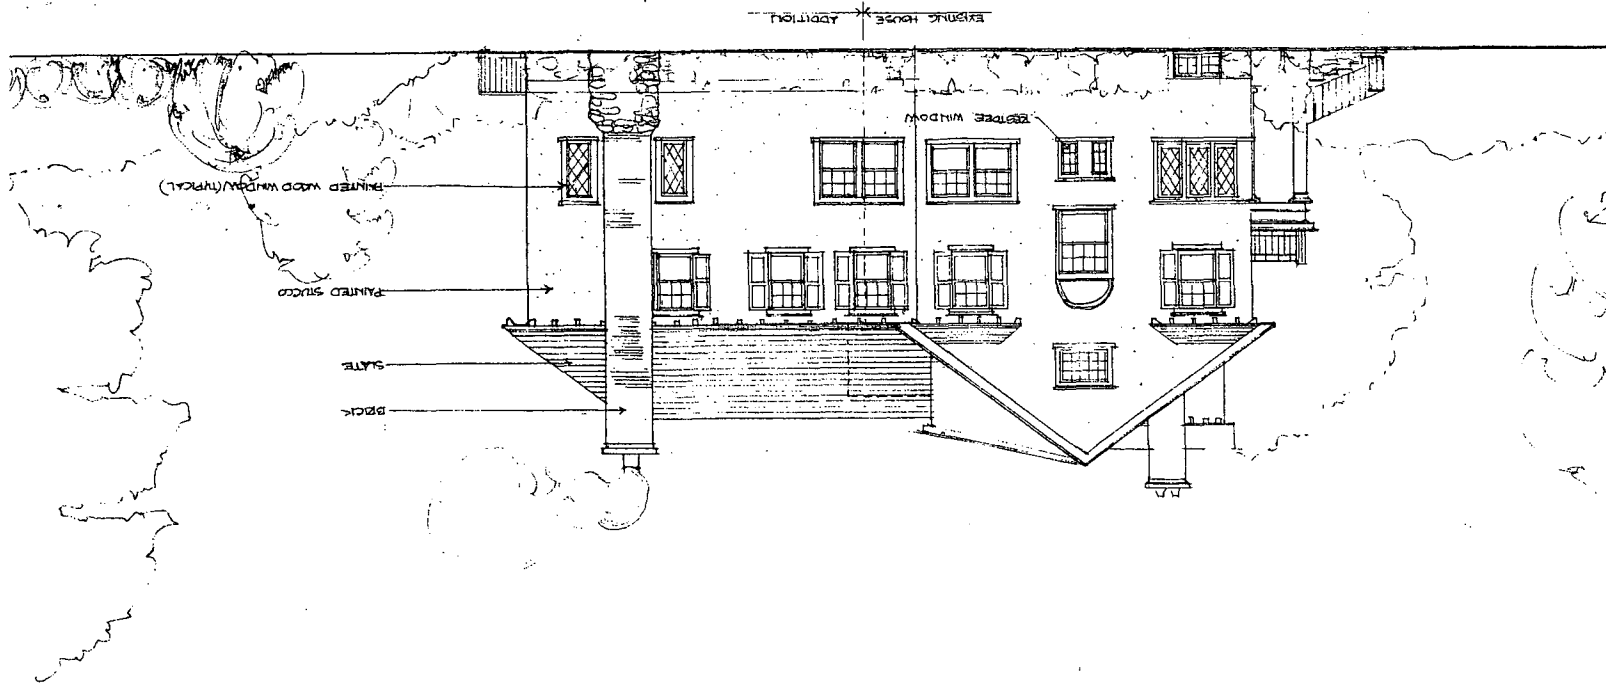 BRICK
SLATE
PAINTED STUCCO
PAINTED WOOD WINDOW (TYPICAL)
RESTORE WINDOW
EXISTING HOUSE ADDITION